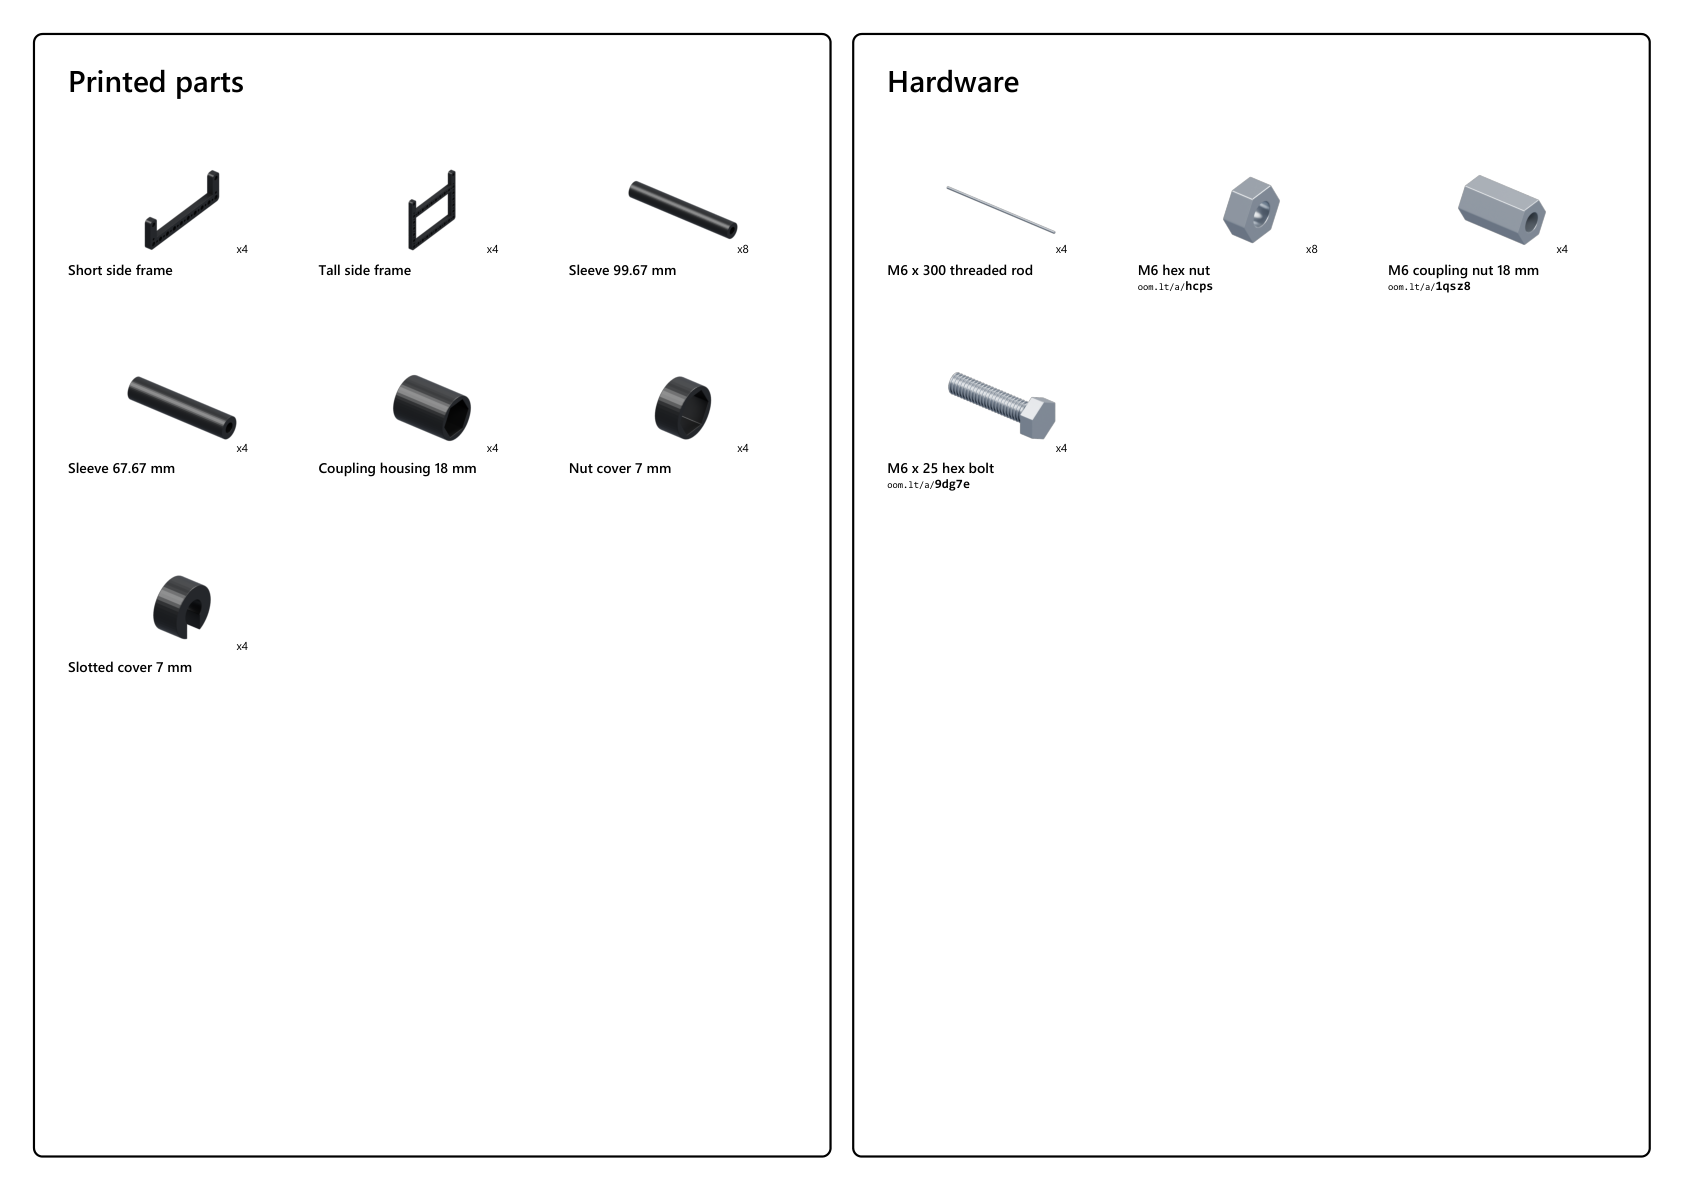 Printed parts
x4
Short side frame
x4
Tall side frame
x8
Sleeve 99.67 mm
x4
Sleeve 67.67 mm
x4
Coupling housing 18 mm
x4
Nut cover 7 mm
x4
Slotted cover 7 mm
Hardware
x4
M6 x 300 threaded rod
x8
M6 hex nut
oom.lt/a/hcps
x4
M6 coupling nut 18 mm
oom.lt/a/1qsz8
x4
M6 x 25 hex bolt
oom.lt/a/9dg7e